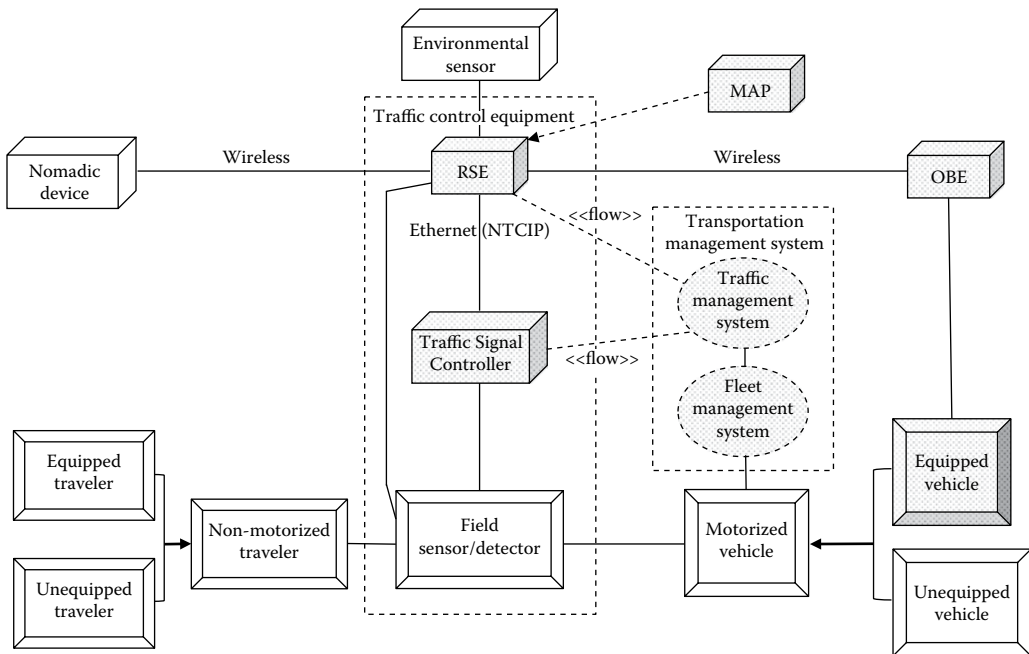 Environmental
sensor
MAP
Traffic control equipment
Nomadic
device
Wireless
RSE
Wireless
OBE
Ethernet (NTCIP)
<<flow>>
Transportation
management system
Traffic
management
system
Traffic Signal
Controller
<<flow>>
Fleet
management
system
Equipped
traveler
Equipped
vehicle
Non-motorized
traveler
Field
sensor/detector
Motorized
vehicle
Unequipped
traveler
Unequipped
vehicle